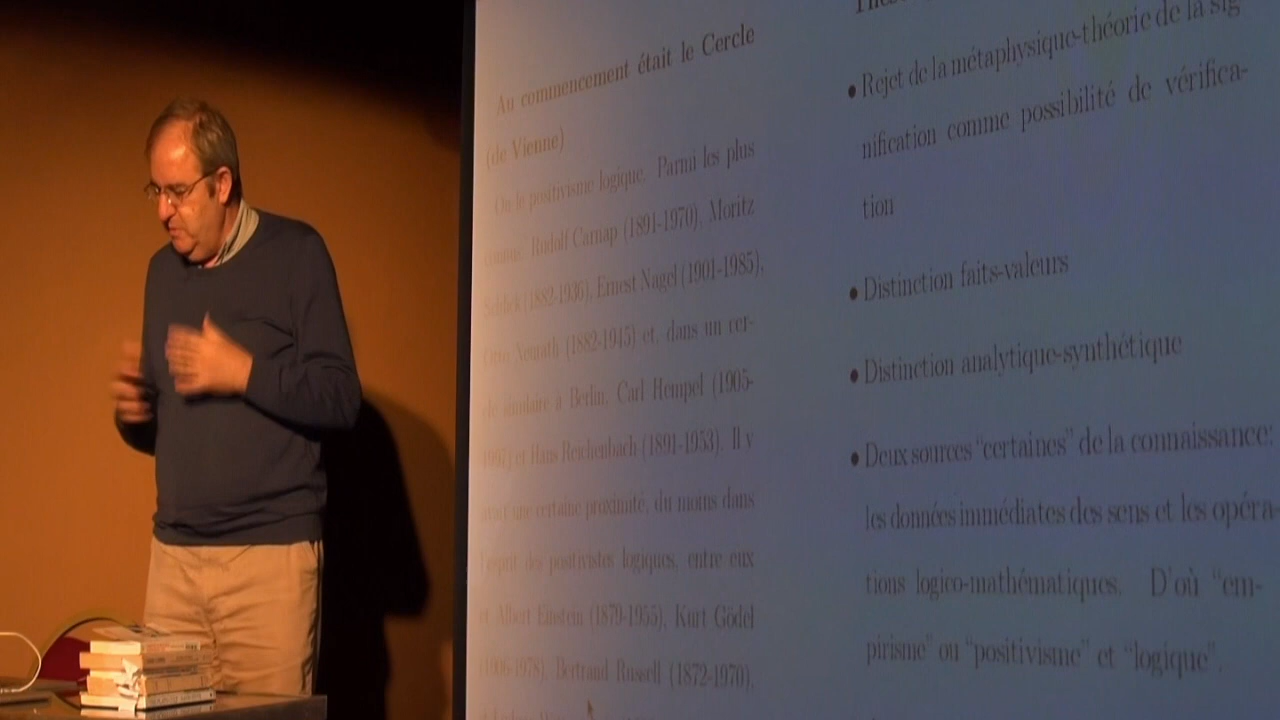 Au commencement était le Cercle
(de Vienne)
Ou le positivisme logique. Parmi les plus
connus, Rudolf Carnap (1891-1970), Moritz
Schlick (1882-1936), Ernest Nagel (1901-1985),
Otto Neurath (1882-1945) et, dans un cer-
cle similaire à Berlin, Carl Hempel (1905-
1997) et Hans Reichenbach (1891-1953). Il y
avait une certaine proximité, du moins dans
l'esprit des positivistes logiques, entre eux
et Albert Einstein (1879-1955), Kurt Gödel
(1906-1978), Bertrand Russell (1872-1970),
• Rejet de la métaphysique-théorie de la sig-
nification comme possibilité de vérifica-
tion
• Distinction faits-valeurs
• Distinction analytique-synthétique
• Deux sources “certaines” de la connaissance:
les données immédiates des sens et les opéra-
tions logico-mathématiques. D'où “em-
pirisme” ou “positivisme” et “logique”.